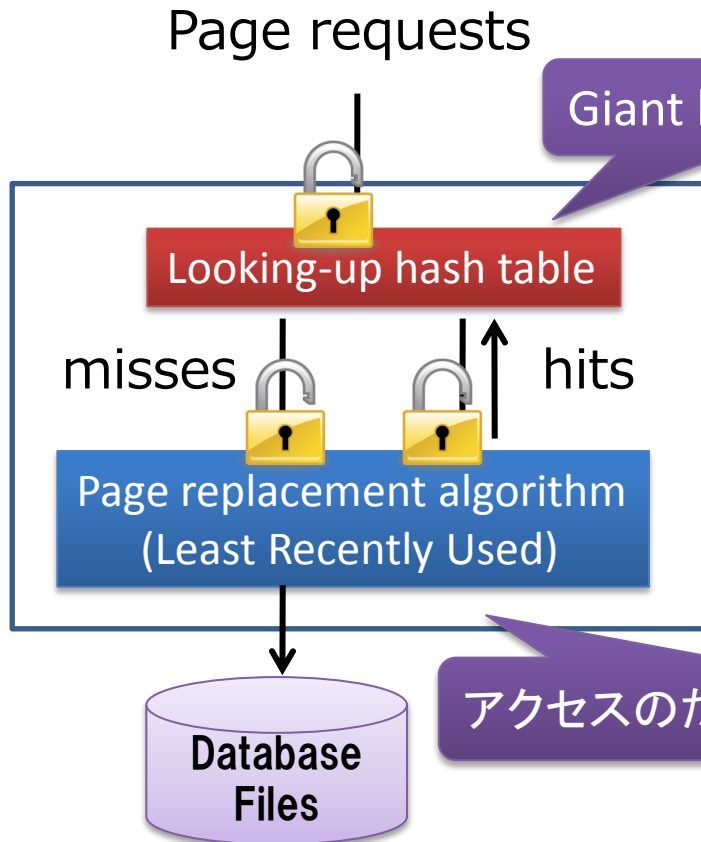 Page requests
Giant
Looking-up hash table
misses
hits
Page replacement algorithm
(Least Recently Used)
アクセスのた
Database
Files